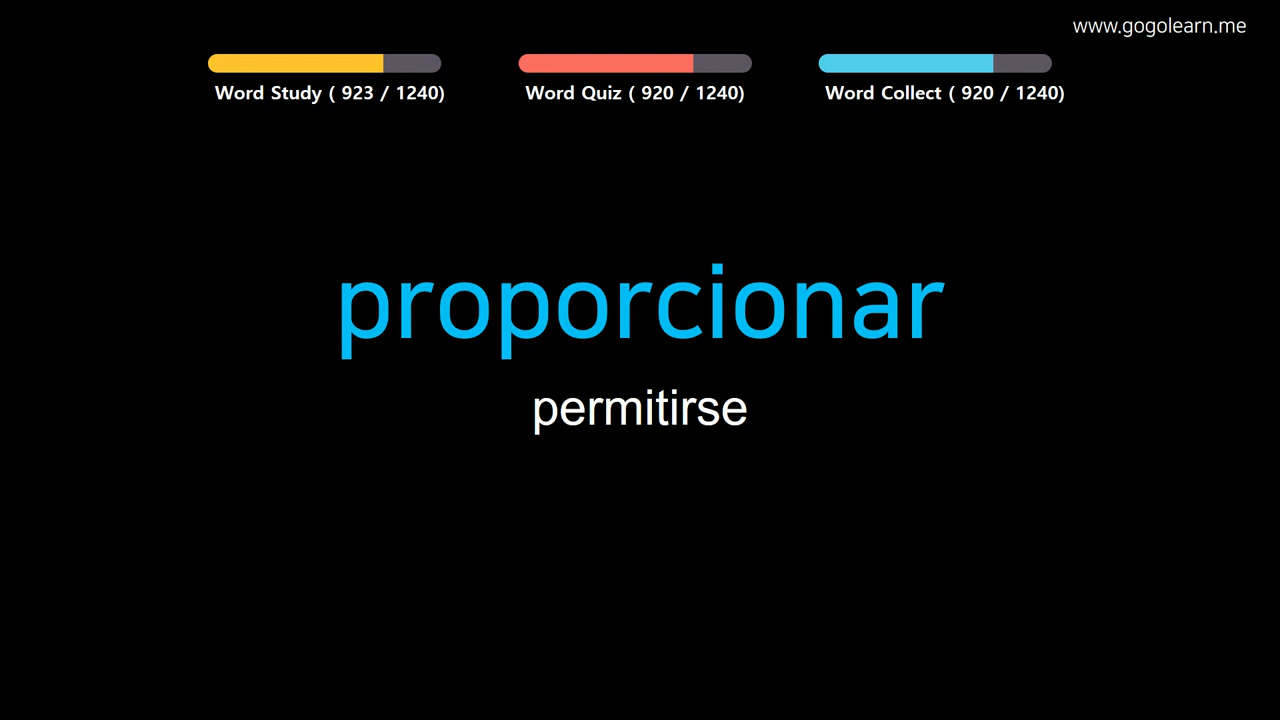 www.gogolearn.me
Word Study ( 923 / 1240)
Word Quiz ( 920 / 1240)
Word Collect ( 920 / 1240)
proporcionar
permitirse